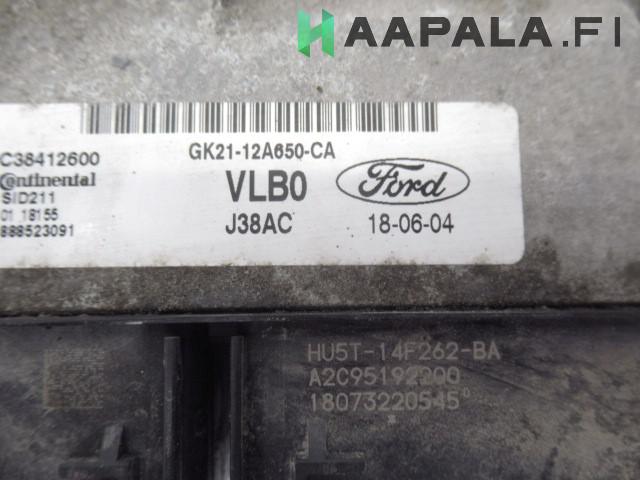 HAAPALA.FI
GK21-12A650-CA
C38412600
Continental
VLB0
Ford
SID211
01 18155
J38AC
18-06-04
888523091
HU5T-14F262-BA
A2C95192200
18073220545